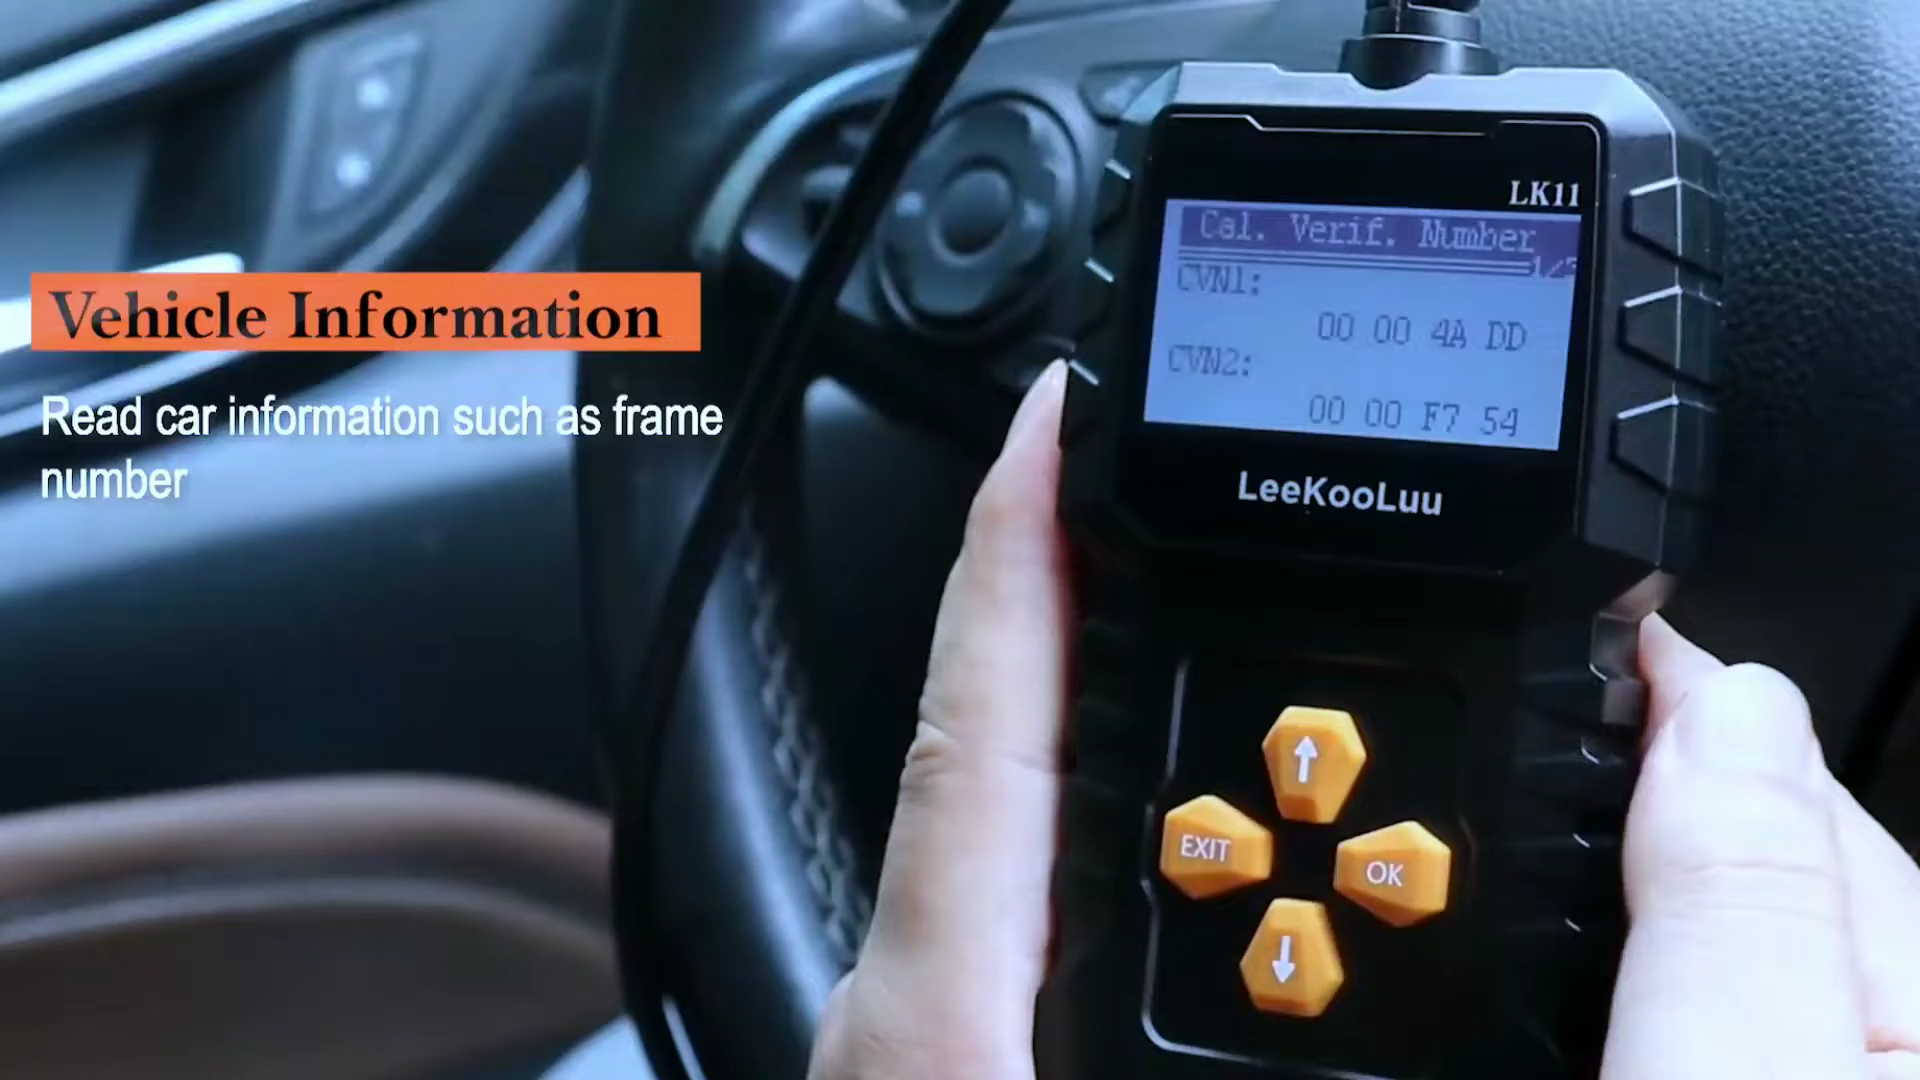 Vehicle Information
Read car information such as frame
number
LK11
Cal. Verif. Number
CVN1:
00 00 4A DD
CVN2:
00 00 F7 54
LeeKooLuu
EXIT
OK